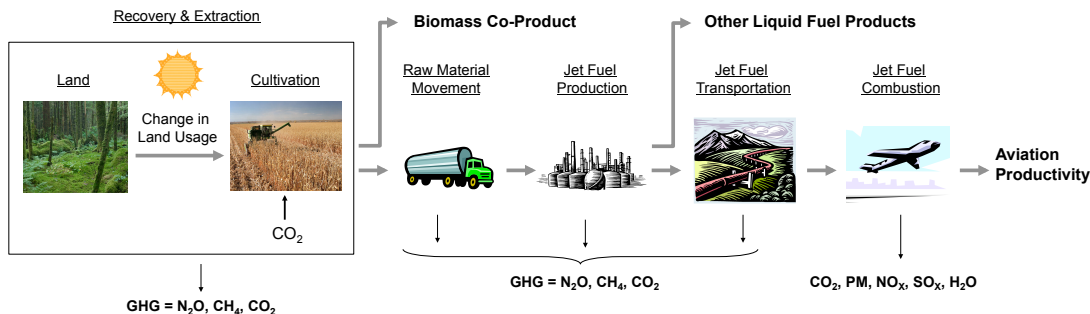 Recovery & Extraction
Biomass Co-Product
Other Liquid Fuel Products
Land
Cultivation
Change in
Land Usage
CO₂
Raw Material
Movement
Jet Fuel
Production
Jet Fuel
Transportation
Jet Fuel
Combustion
Aviation
Productivity
GHG = N₂O, CH₄, CO₂
GHG = N₂O, CH₄, CO₂
CO₂, PM, NOₓ, SOₓ, H₂O